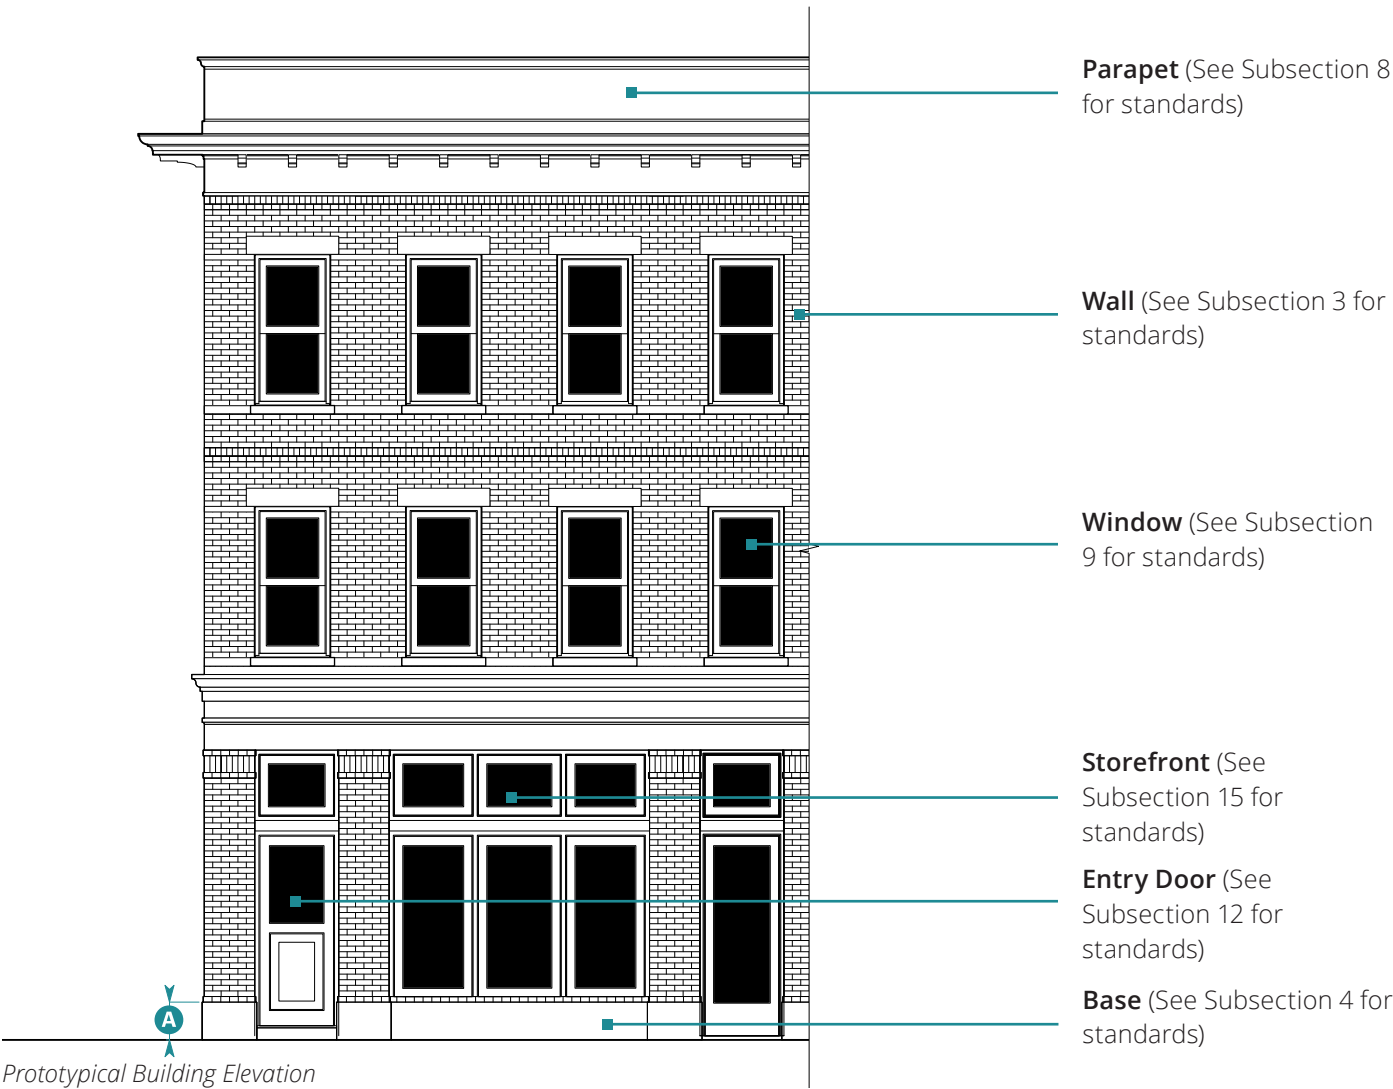 Parapet (See Subsection 8
for standards)
Wall (See Subsection 3 for
standards)
Window (See Subsection
9 for standards)
Storefront (See
Subsection 15 for
standards)
Entry Door (See
Subsection 12 for
standards)
Base (See Subsection 4 for
standards)
A
Prototypical Building Elevation